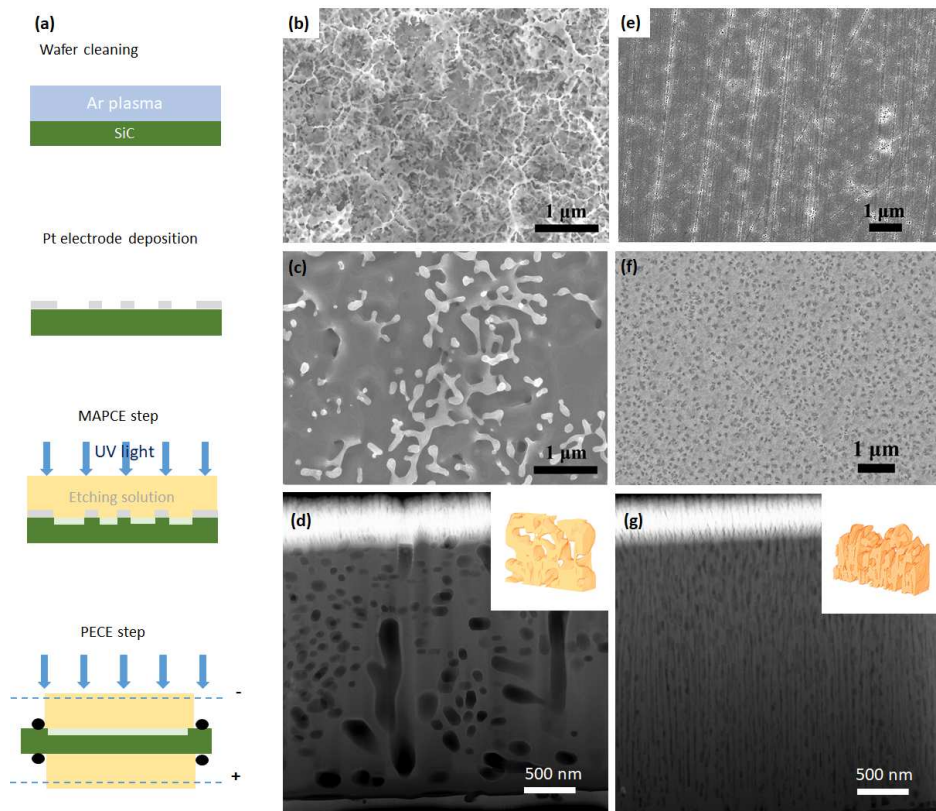 (a)
Wafer cleaning
Ar plasma
SiC
Pt electrode deposition
MAPCE step
UV light
Etching solution
PECE step
-
+
(b)
1 µm
(c)
1 µm
(d)
500 nm
(e)
1 µm
(f)
1 µm
(g)
500 nm